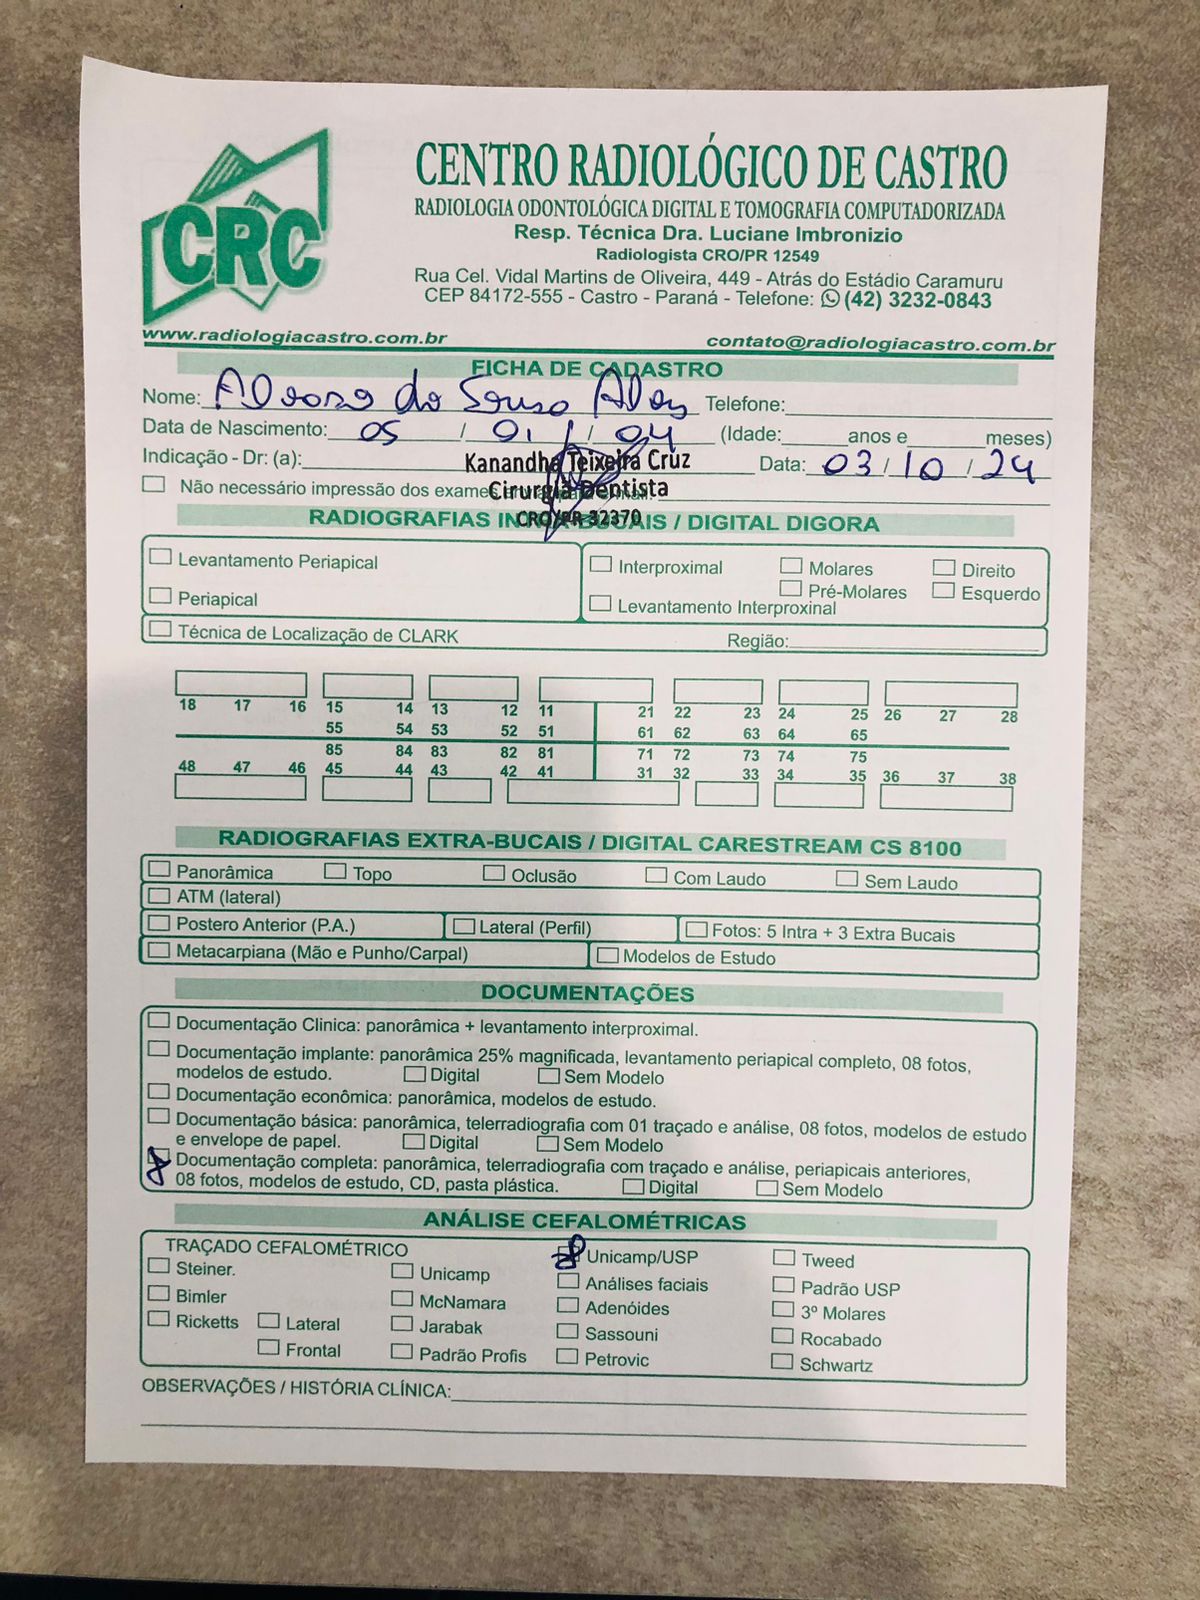 CRC
CENTRO RADIOLÓGICO DE CASTRO
RADIOLOGIA ODONTOLÓGICA DIGITAL E TOMOGRAFIA COMPUTADORIZADA
Resp. Técnica Dra. Luciane Imbronizio
Radiologista CRO/PR 12549
Rua Cel. Vidal Martins de Oliveira, 449 - Atrás do Estádio Caramuru
CEP 84172-555 - Castro - Paraná - Telefone: (42) 3232-0843
www.radiologiacastro.com.br contato@radiologiacastro.com.br
FICHA DE CADASTRO
Nome: Telefone:
Data de Nascimento: 05 / 01 / 04 (Idade: anos e meses)
Indicação - Dr: (a): Kanandha Teixeira Cruz Data: 03 / 10 / 24
Cirurgiã Dentista
CRO/PR 32370
Não necessário impressão dos exames
RADIOGRAFIAS INTRA-BUCAIS / DIGITAL DIGORA
Levantamento Periapical Interproximal Molares Direito
Periapical Pré-Molares Esquerdo
Levantamento Interproxinal
Técnica de Localização de CLARK Região:
18 17 16 15 14 13 12 11 21 22 23 24 25 26 27 28
55 54 53 52 51 61 62 63 64 65
85 84 83 82 81 71 72 73 74 75
48 47 46 45 44 43 42 41 31 32 33 34 35 36 37 38
RADIOGRAFIAS EXTRA-BUCAIS / DIGITAL CARESTREAM CS 8100
Panorâmica Topo Oclusão Com Laudo Sem Laudo
ATM (lateral)
Postero Anterior (P.A.) Lateral (Perfil) Fotos: 5 Intra + 3 Extra Bucais
Metacarpiana (Mão e Punho/Carpal) Modelos de Estudo
DOCUMENTAÇÕES
Documentação Clinica: panorâmica + levantamento interproximal.
Documentação implante: panorâmica 25% magnificada, levantamento periapical completo, 08 fotos,
modelos de estudo. Digital Sem Modelo
Documentação econômica: panorâmica, modelos de estudo.
Documentação básica: panorâmica, telerradiografia com 01 traçado e análise, 08 fotos, modelos de estudo
e envelope de papel. Digital Sem Modelo
Documentação completa: panorâmica, telerradiografia com traçado e análise, periapicais anteriores,
08 fotos, modelos de estudo, CD, pasta plástica. Digital Sem Modelo
ANÁLISE CEFALOMÉTRICAS
TRAÇADO CEFALOMÉTRICO Unicamp/USP Tweed
Steiner. Unicamp Análises faciais Padrão USP
Bimler McNamara Adenóides 3º Molares
Ricketts Lateral Jarabak Sassouni Rocabado
Frontal Padrão Profis Petrovic Schwartz
OBSERVAÇÕES / HISTÓRIA CLÍNICA: